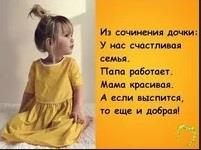 Из сочинения дочки:
У нас счастливая
семья.
Папа работает.
Мама красивая.
А если выспится,
то еще и добрая!